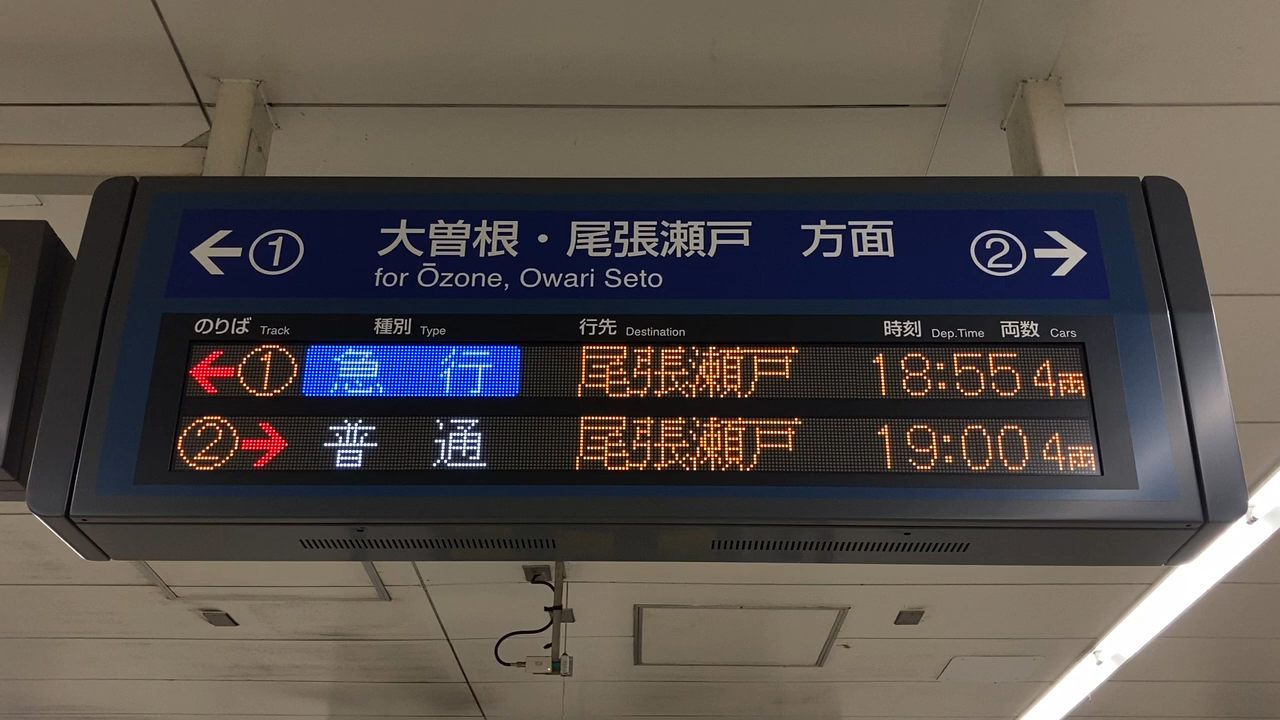 ← ① 大曽根・尾張瀬戸 方面 ② →
for Ōzone, Owari Seto
のりば Track 種別 Type 行先 Destination 時刻 Dep.Time 両数 Cars
← ① 急 行 尾張瀬戸 18:55 4両
② → 普 通 尾張瀬戸 19:00 4両